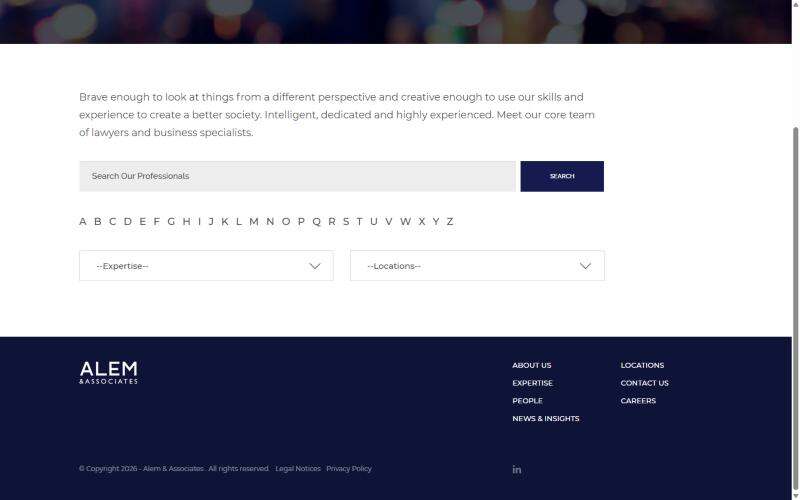 Brave enough to look at things from a different perspective and creative enough to use our skills and
experience to create a better society. Intelligent, dedicated and highly experienced. Meet our core team
of lawyers and business specialists.
Search Our Professionals
SEARCH
A B C D E F G H I J K L M N O P Q R S T U V W X Y Z
--Expertise--
--Locations--
ALEM
&ASSOCIATES
ABOUT US
EXPERTISE
PEOPLE
NEWS & INSIGHTS
LOCATIONS
CONTACT US
CAREERS
© Copyright 2026 - Alem & Associates . All rights reserved. Legal Notices Privacy Policy
in